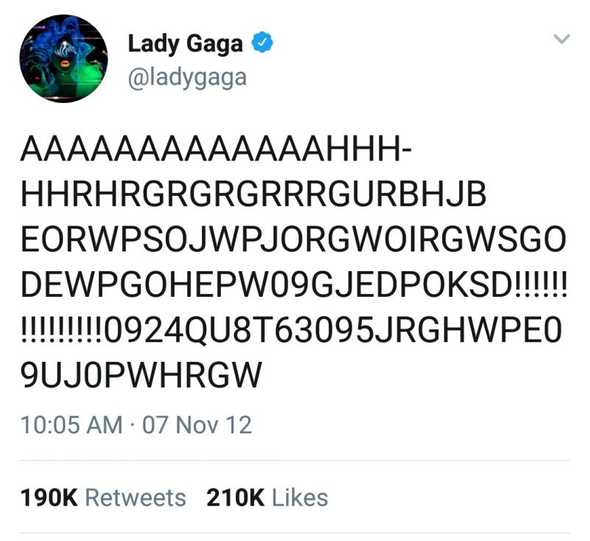 Lady Gaga
@ladygaga
AAAAAAAAAAAAAHHH-
HHRHRGRGRGRRRGURBHJB
EORWPSOJWPJORGWOIRGWSGO
DEWPGOHEPW09GJEDPOKSD!!!!!!
!!!!!!!!!0924QU8T63095JRGHWPE0
9UJ0PWHRGW
10:05 AM · 07 Nov 12
190K Retweets 210K Likes